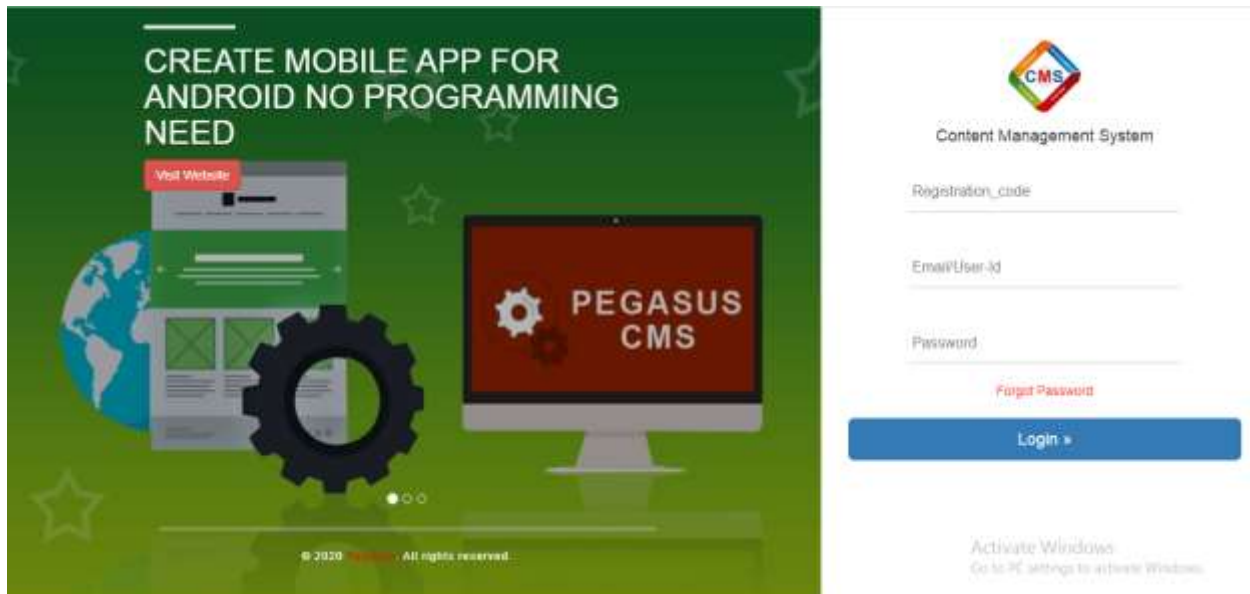 CREATE MOBILE APP FOR
ANDROID NO PROGRAMMING
NEED
Visit Website
PEGASUS
CMS
© 2020 . All rights reserved.
CMS
Content Management System
Registration_code
Email/User-Id
Password
Forgot Password
Login »
Activate Windows
Go to PC settings to activate Windows.